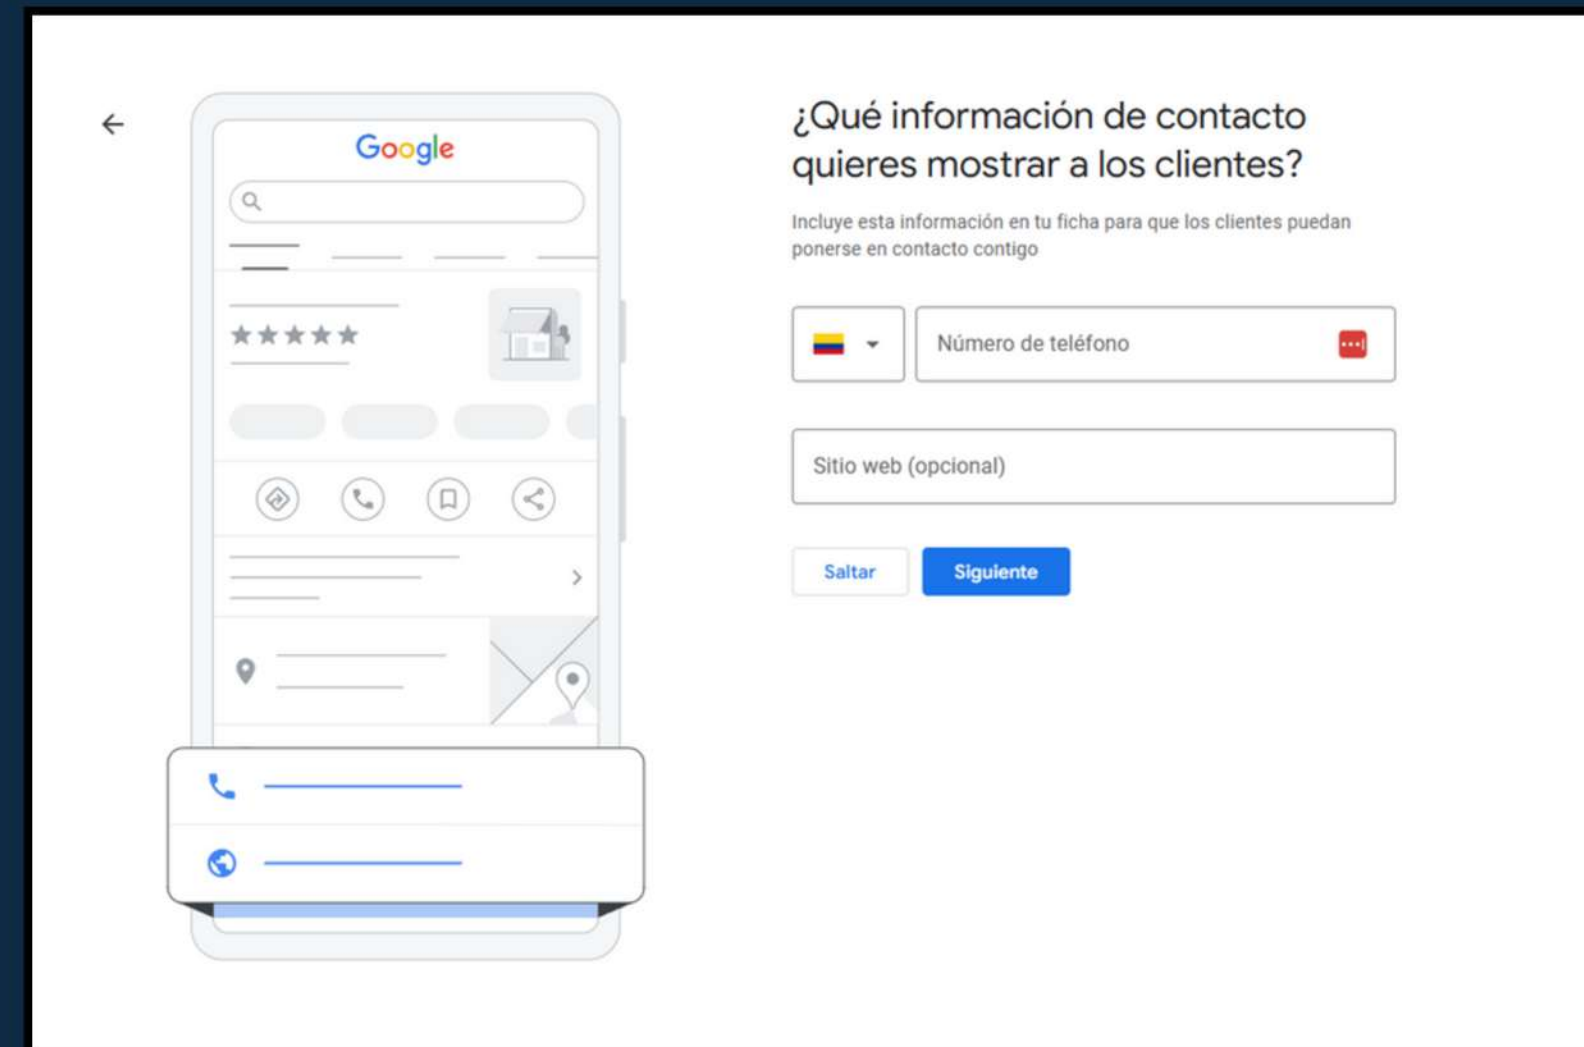 Google
¿Qué información de contacto
quieres mostrar a los clientes?
Incluye esta información en tu ficha para que los clientes puedan
ponerse en contacto contigo
Número de teléfono
Sitio web (opcional)
Saltar
Siguiente